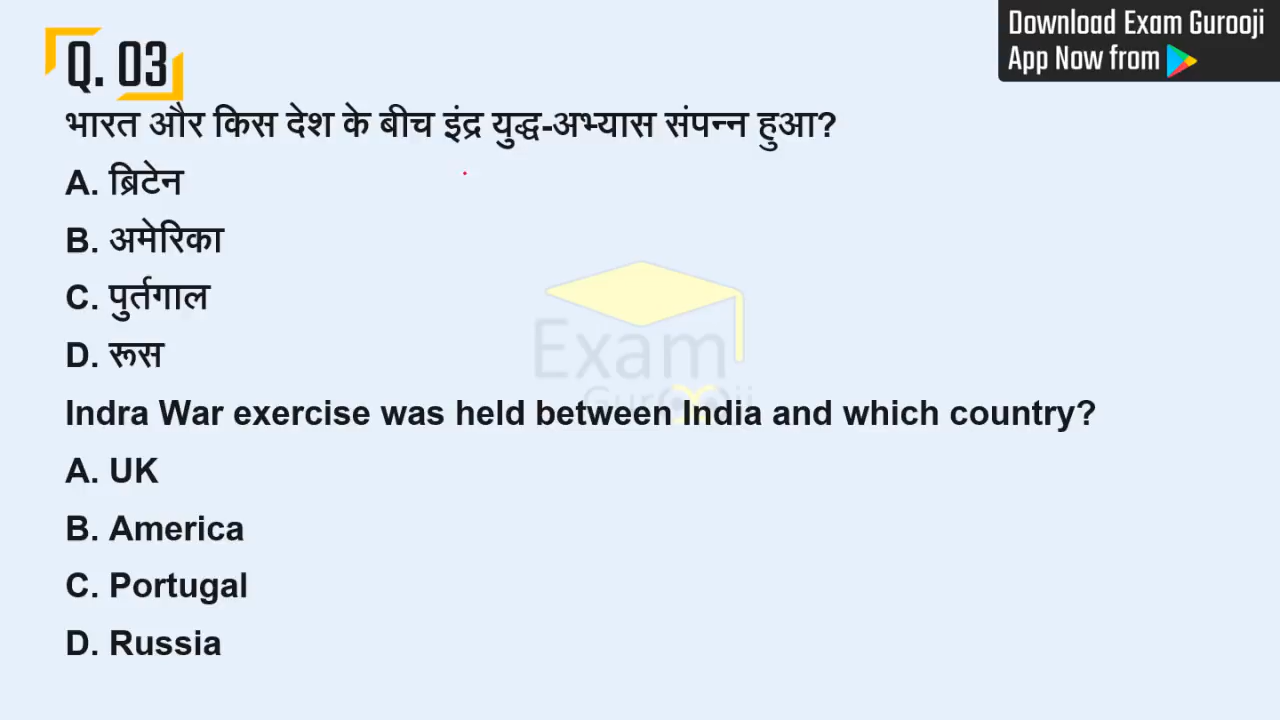 Download Exam Gurooji
App Now from
Q. 03
भारत और किस देश के बीच इंद्र युद्ध-अभ्यास संपन्न हुआ?
A. ब्रिटेन
B. अमेरिका
C. पुर्तगाल
D. रूस
Exam
Gurooji
Indra War exercise was held between India and which country?
A. UK
B. America
C. Portugal
D. Russia